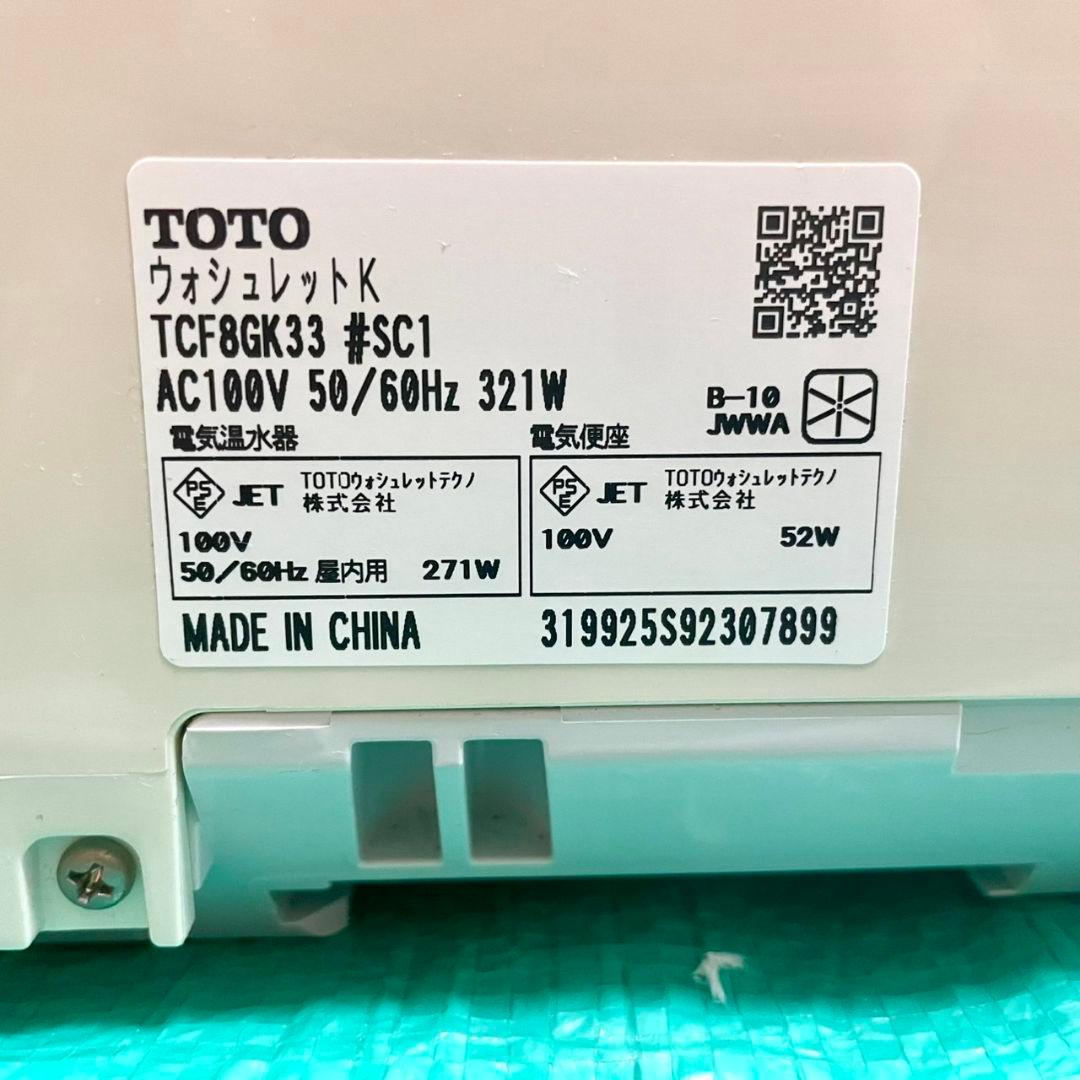 TOTO
ウォシュレットK
TCF8GK33 #SC1
AC100V 50/60Hz 321W
B-10
JWWA
電気温水器
PSE JET TOTOウォシュレットテクノ
株式会社
100V
50/60Hz 屋内用 271W
電気便座
PSE JET TOTOウォシュレットテクノ
株式会社
100V 52W
MADE IN CHINA 319925S92307899